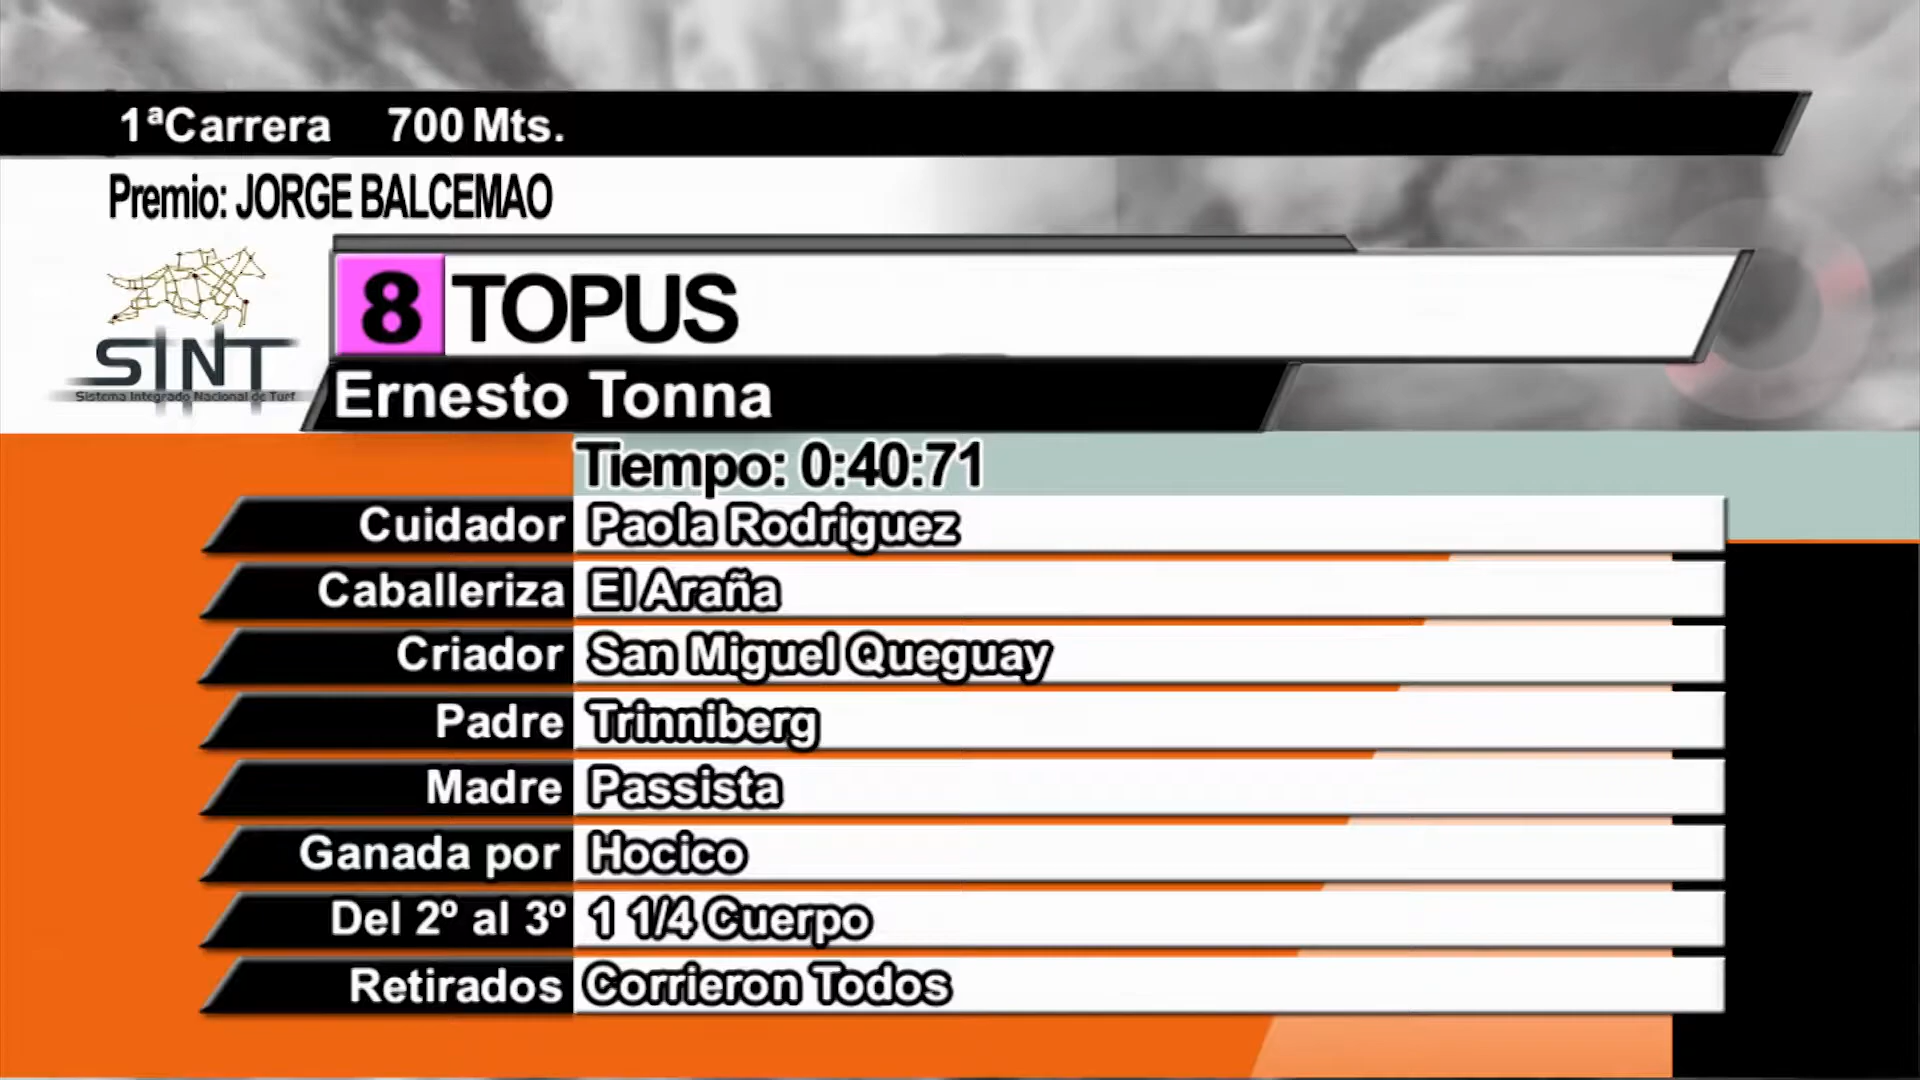 1ªCarrera 700 Mts.
Premio: JORGE BALCEMAO
8 TOPUS
SINT
Sistema Integrado Nacional de Turf
Ernesto Tonna
Tiempo: 0:40:71
Cuidador Paola Rodriguez
Caballeriza El Araña
Criador San Miguel Queguay
Padre Trinniberg
Madre Passista
Ganada por Hocico
Del 2º al 3º 1 1/4 Cuerpo
Retirados Corrieron Todos